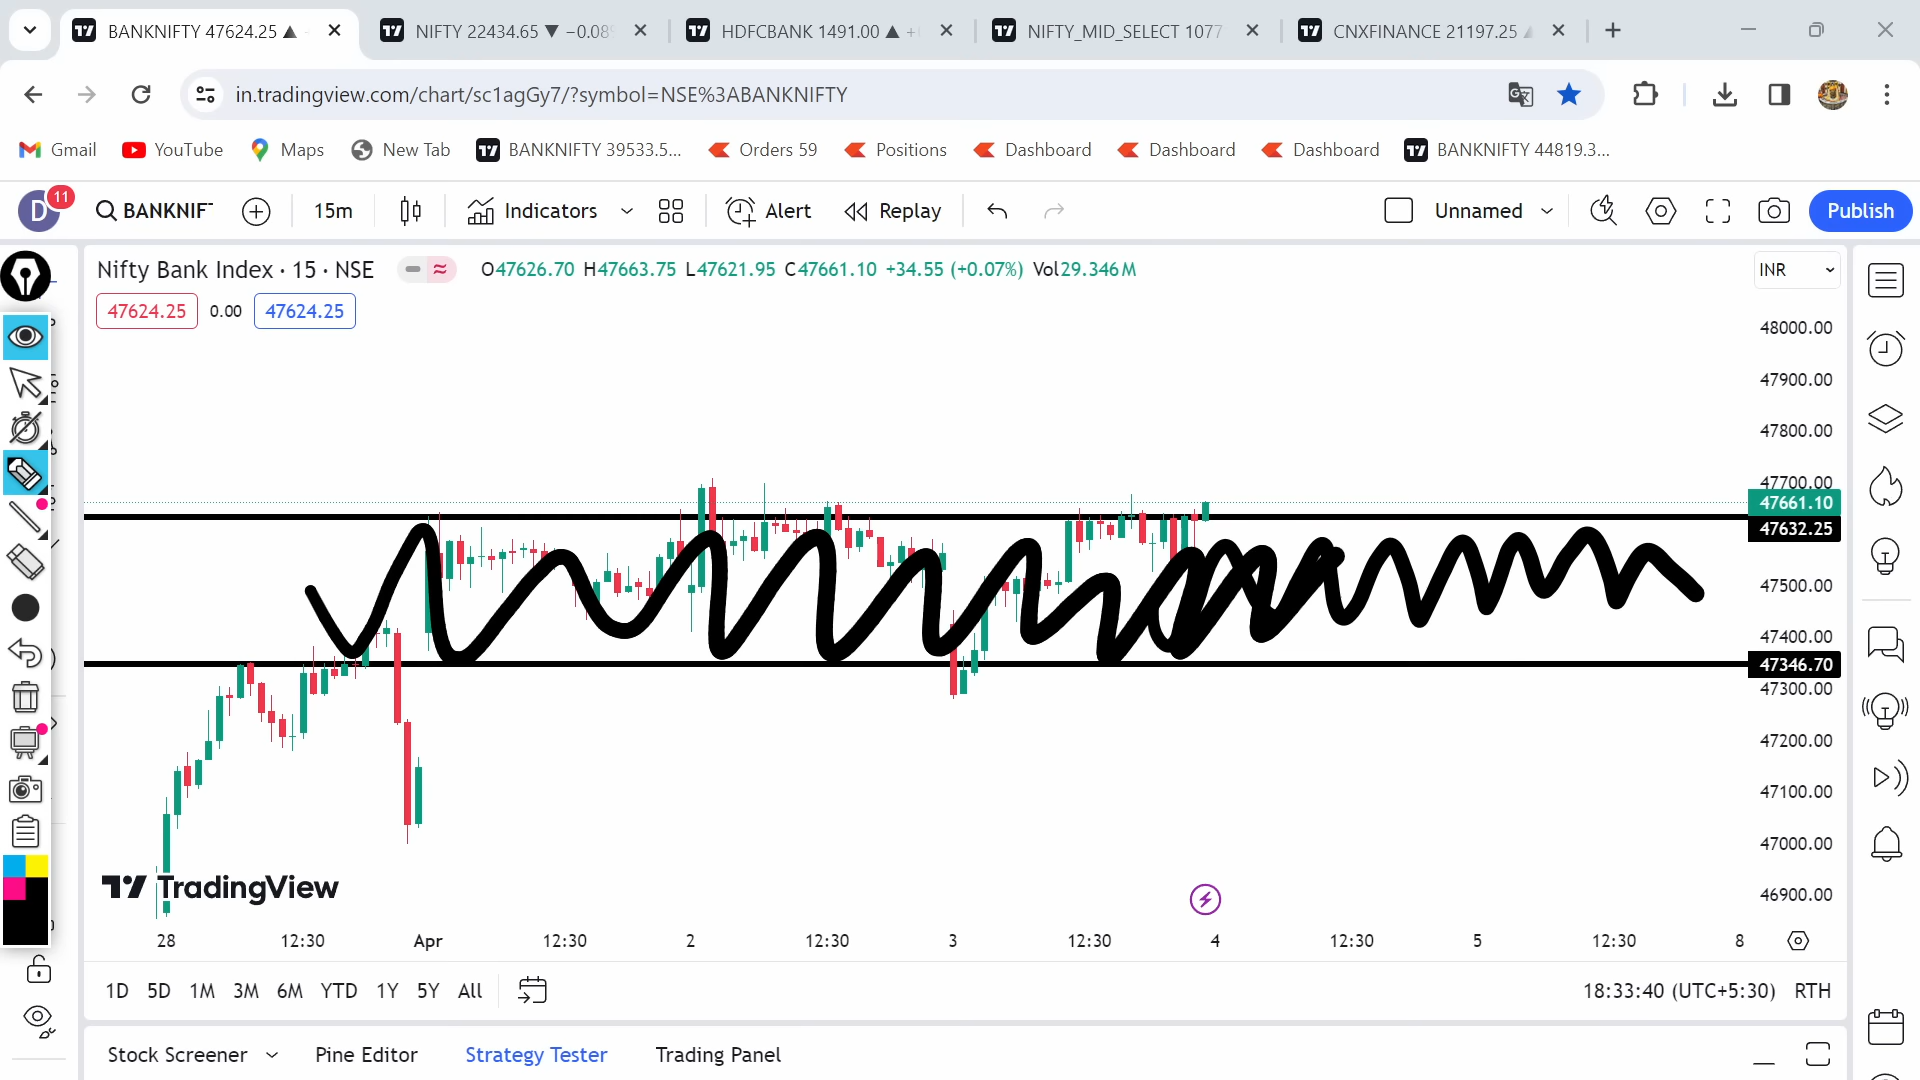 BANKNIFTY 47624.25 ▲
NIFTY 22434.65 ▼ −0.08
HDFCBANK 1491.00 ▲ +
NIFTY_MID_SELECT 1077
CNXFINANCE 21197.25
in.tradingview.com/chart/sc1agGy7/?symbol=NSE%3ABANKNIFTY
Gmail YouTube Maps New Tab BANKNIFTY 39533.5... Orders 59 Positions Dashboard Dashboard Dashboard BANKNIFTY 44819.3...
D 11 BANKNIF 15m Indicators Alert Replay Unnamed Publish
Nifty Bank Index · 15 · NSE O47626.70 H47663.75 L47621.95 C47661.10 +34.55 (+0.07%) Vol29.346M INR
47624.25 0.00 47624.25
48000.00
47900.00
47800.00
47700.00
47661.10
47632.25
47500.00
47400.00
47346.70
47300.00
47200.00
47100.00
47000.00
46900.00
TradingView
28 12:30 Apr 12:30 2 12:30 3 12:30 4 12:30 5 12:30 8
1D 5D 1M 3M 6M YTD 1Y 5Y All 18:33:40 (UTC+5:30) RTH
Stock Screener Pine Editor Strategy Tester Trading Panel